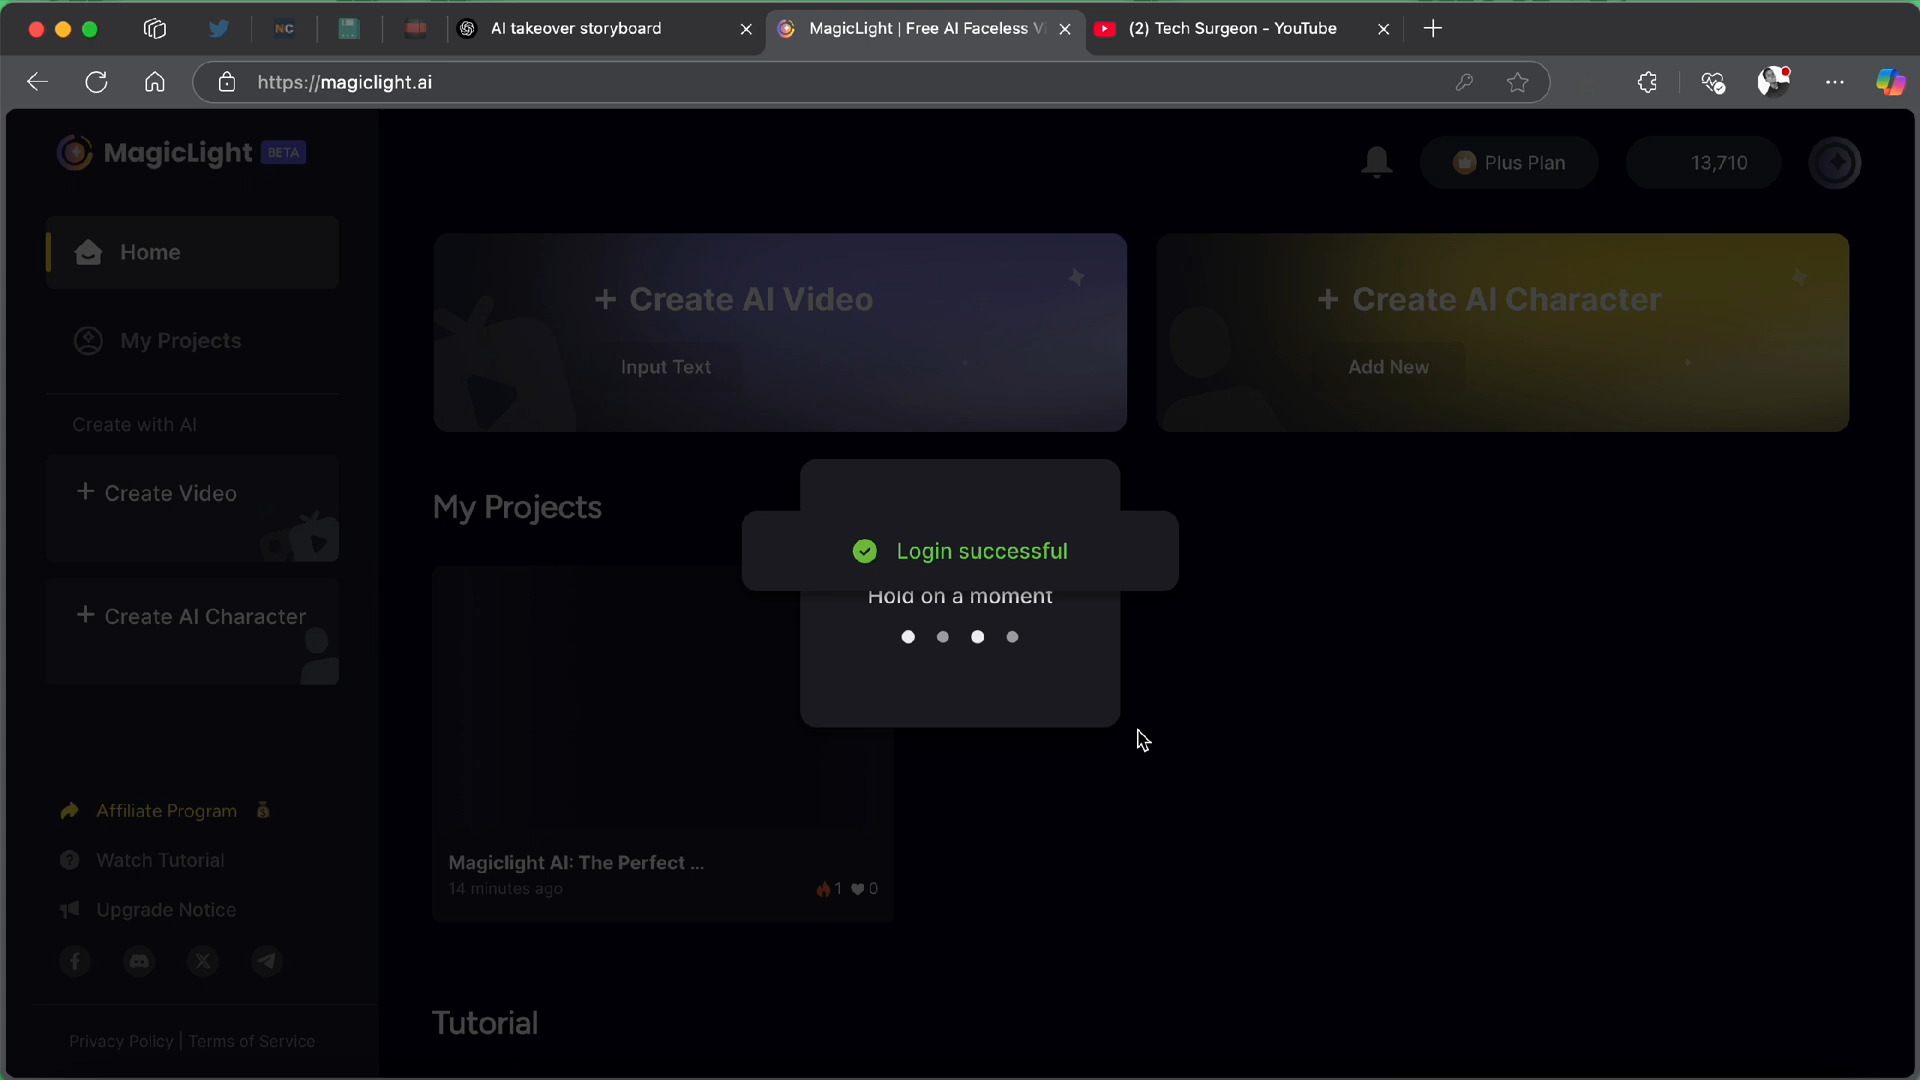 NC
AI takeover storyboard
MagicLight | Free AI Faceless Vi
(2) Tech Surgeon - YouTube
https://magiclight.ai
MagicLight BETA
Plus Plan
13,710
Home
My Projects
Create with AI
+ Create Video
+ Create AI Character
+ Create AI Video
Input Text
+ Create AI Character
Add New
My Projects
Login successful
Hold on a moment
Magiclight AI: The Perfect ...
14 minutes ago
1
0
Affiliate Program
Watch Tutorial
Upgrade Notice
Tutorial
Privacy Policy | Terms of Service